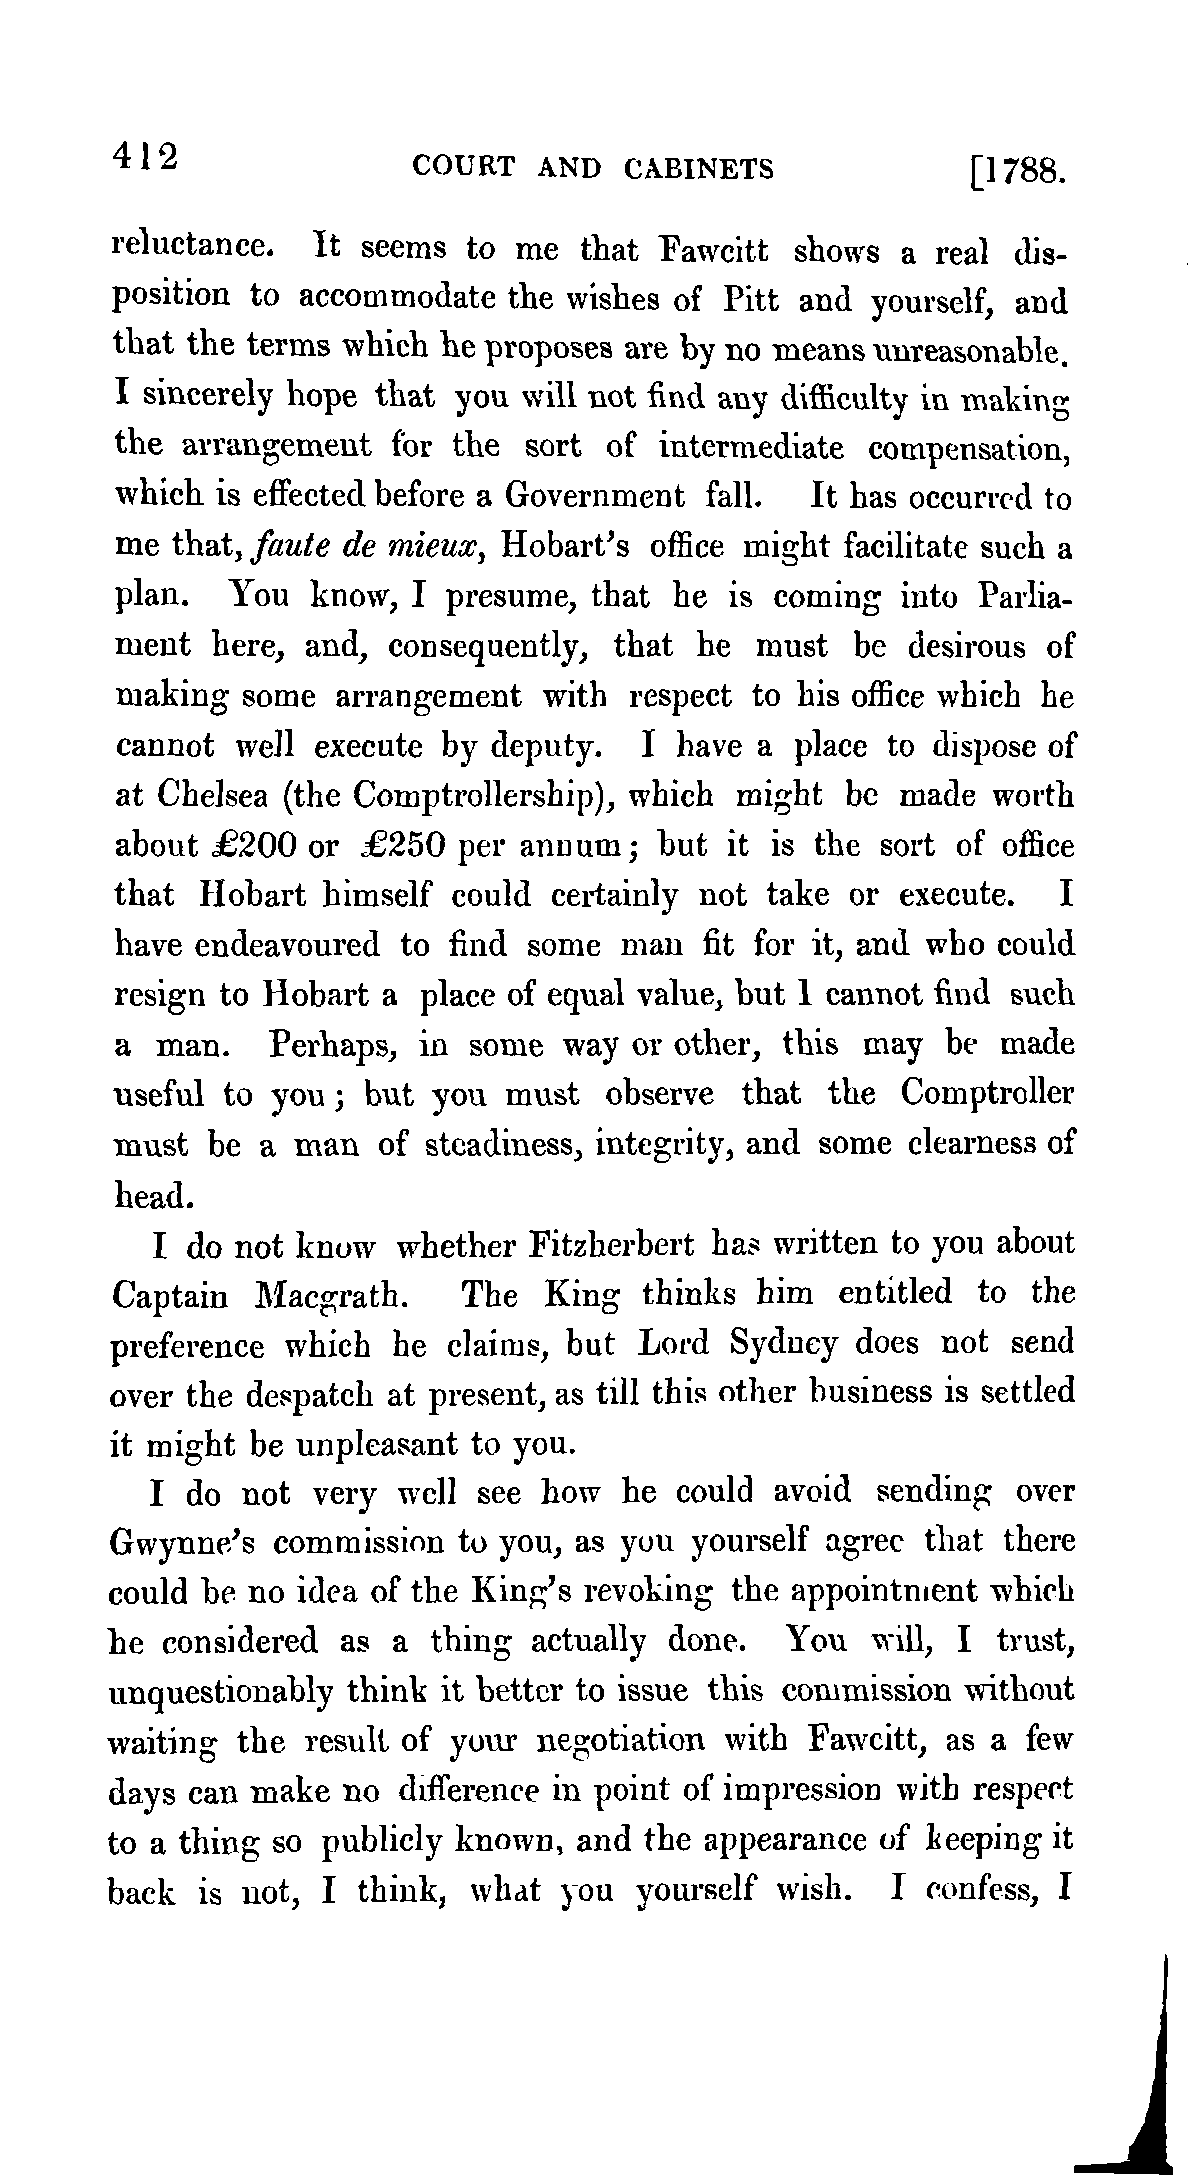 412 COURT AND CABINETS [1788.
reluctance. It seems to me that Fawcitt shows a real dis-
position to accommodate the wishes of Pitt and yourself, and
that the terms which he proposes are by no means unreasonable.
I sincerely hope that you will not find any difficulty in making
the arrangement for the sort of intermediate compensation,
which is effected before a Government fall. It has occurred to
me that, faute de mieux, Hobart's office might facilitate such a
plan. You know, I presume, that he is coming into Parlia-
ment here, and, consequently, that he must be desirous of
making some arrangement with respect to his office which he
cannot well execute by deputy. I have a place to dispose of
at Chelsea (the Comptrollership), which might be made worth
about £200 or £250 per annum; but it is the sort of office
that Hobart himself could certainly not take or execute. I
have endeavoured to find some man fit for it, and who could
resign to Hobart a place of equal value, but I cannot find such
a man. Perhaps, in some way or other, this may be made
useful to you; but you must observe that the Comptroller
must be a man of steadiness, integrity, and some clearness of
head.
I do not know whether Fitzherbert has written to you about
Captain Macgrath. The King thinks him entitled to the
preference which he claims, but Lord Sydney does not send
over the despatch at present, as till this other business is settled
it might be unpleasant to you.
I do not very well see how he could avoid sending over
Gwynne's commission to you, as you yourself agree that there
could be no idea of the King's revoking the appointment which
he considered as a thing actually done. You will, I trust,
unquestionably think it better to issue this commission without
waiting the result of your negotiation with Fawcitt, as a few
days can make no difference in point of impression with respect
to a thing so publicly known, and the appearance of keeping it
back is not, I think, what you yourself wish. I confess, I